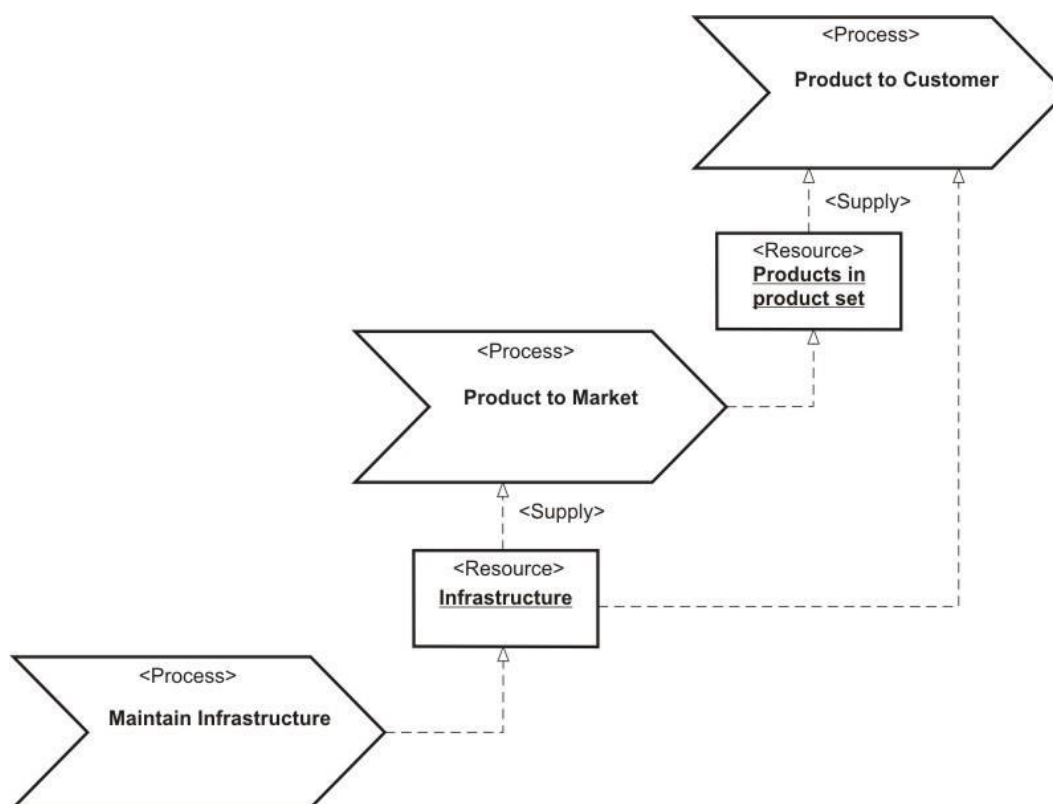 <Process>
Product to Customer
<Supply>
<Resource>
Products in
product set
<Process>
Product to Market
<Supply>
<Resource>
Infrastructure
<Process>
Maintain Infrastructure